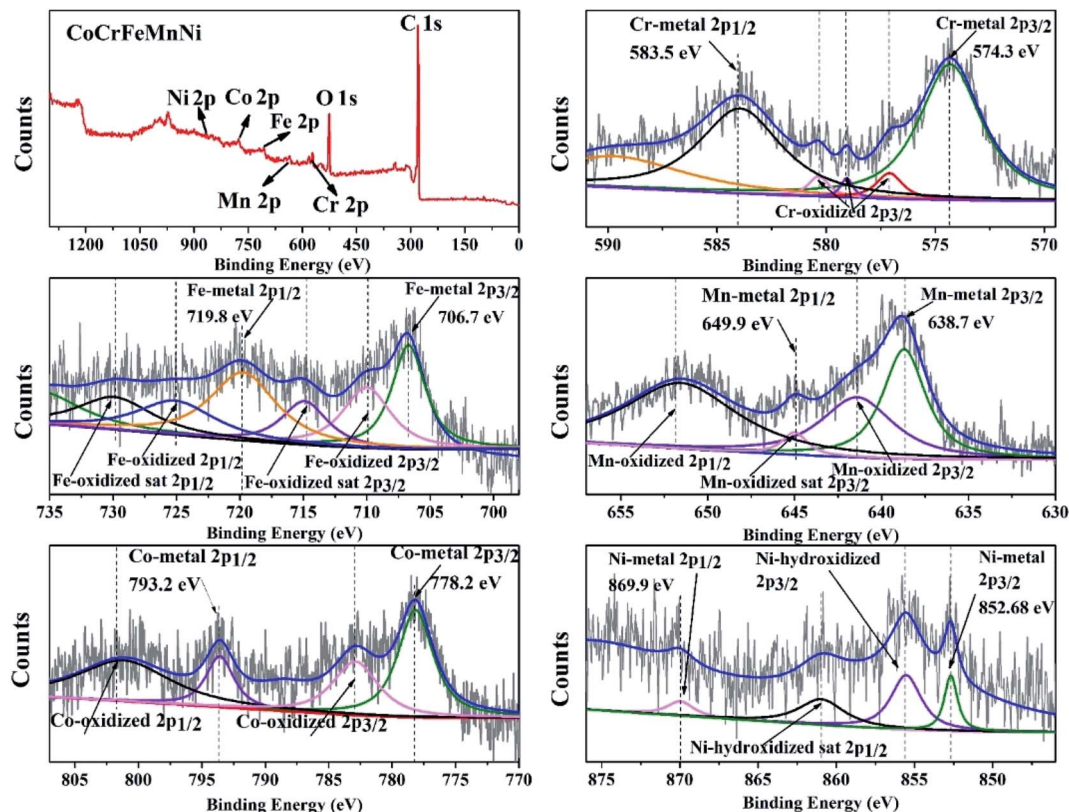 CoCrFeMnNi
C 1s
O 1s
Ni 2p
Co 2p
Fe 2p
Mn 2p
Cr 2p
Counts
1200 1050 900 750 600 450 300 150 0
Binding Energy (eV)
Cr-metal 2p1/2
583.5 eV
Cr-metal 2p3/2
574.3 eV
Cr-oxidized 2p3/2
Counts
590 585 580 575 570
Binding Energy (eV)
Fe-metal 2p1/2
719.8 eV
Fe-metal 2p3/2
706.7 eV
Fe-oxidized 2p1/2
Fe-oxidized 2p3/2
Fe-oxidized sat 2p1/2
Fe-oxidized sat 2p3/2
Counts
735 730 725 720 715 710 705 700
Binding Energy (eV)
Mn-metal 2p1/2
649.9 eV
Mn-metal 2p3/2
638.7 eV
Mn-oxidized 2p1/2
Mn-oxidized 2p3/2
Mn-oxidized sat 2p3/2
Counts
655 650 645 640 635 630
Binding Energy (eV)
Co-metal 2p1/2
793.2 eV
Co-metal 2p3/2
778.2 eV
Co-oxidized 2p1/2
Co-oxidized 2p3/2
Counts
805 800 795 790 785 780 775 770
Binding Energy (eV)
Ni-metal 2p1/2
869.9 eV
Ni-hydroxidized
2p3/2
Ni-metal
2p3/2
852.68 eV
Ni-hydroxidized sat 2p1/2
Counts
875 870 865 860 855 850
Binding Energy (eV)